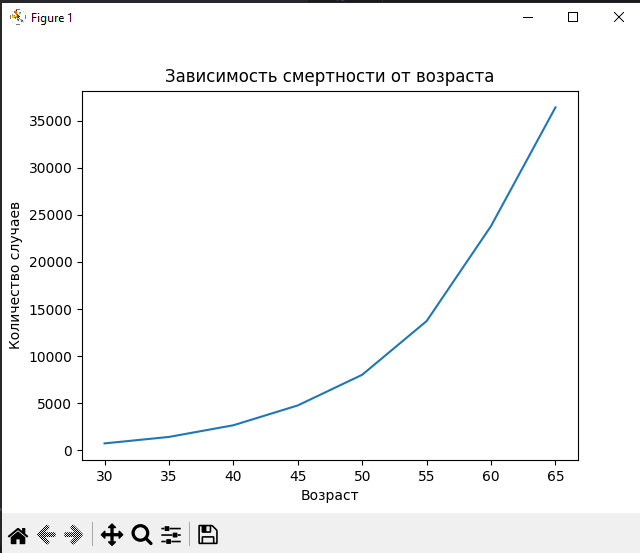 Figure 1
Зависимость смертности от возраста
35000
30000
25000
20000
15000
10000
5000
0
Количество случаев
30 35 40 45 50 55 60 65
Возраст